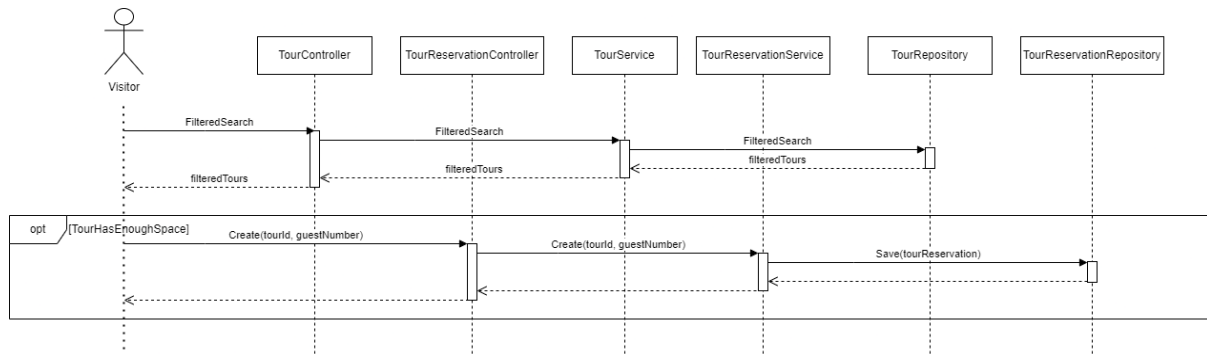 TourController
TourReservationController
TourService
TourReservationService
TourRepository
TourReservationRepository
Visitor
FilteredSearch
FilteredSearch
FilteredSearch
filteredTours
filteredTours
filteredTours
opt
[TourHasEnoughSpace]
Create(tourId, guestNumber)
Create(tourId, guestNumber)
Save(tourReservation)